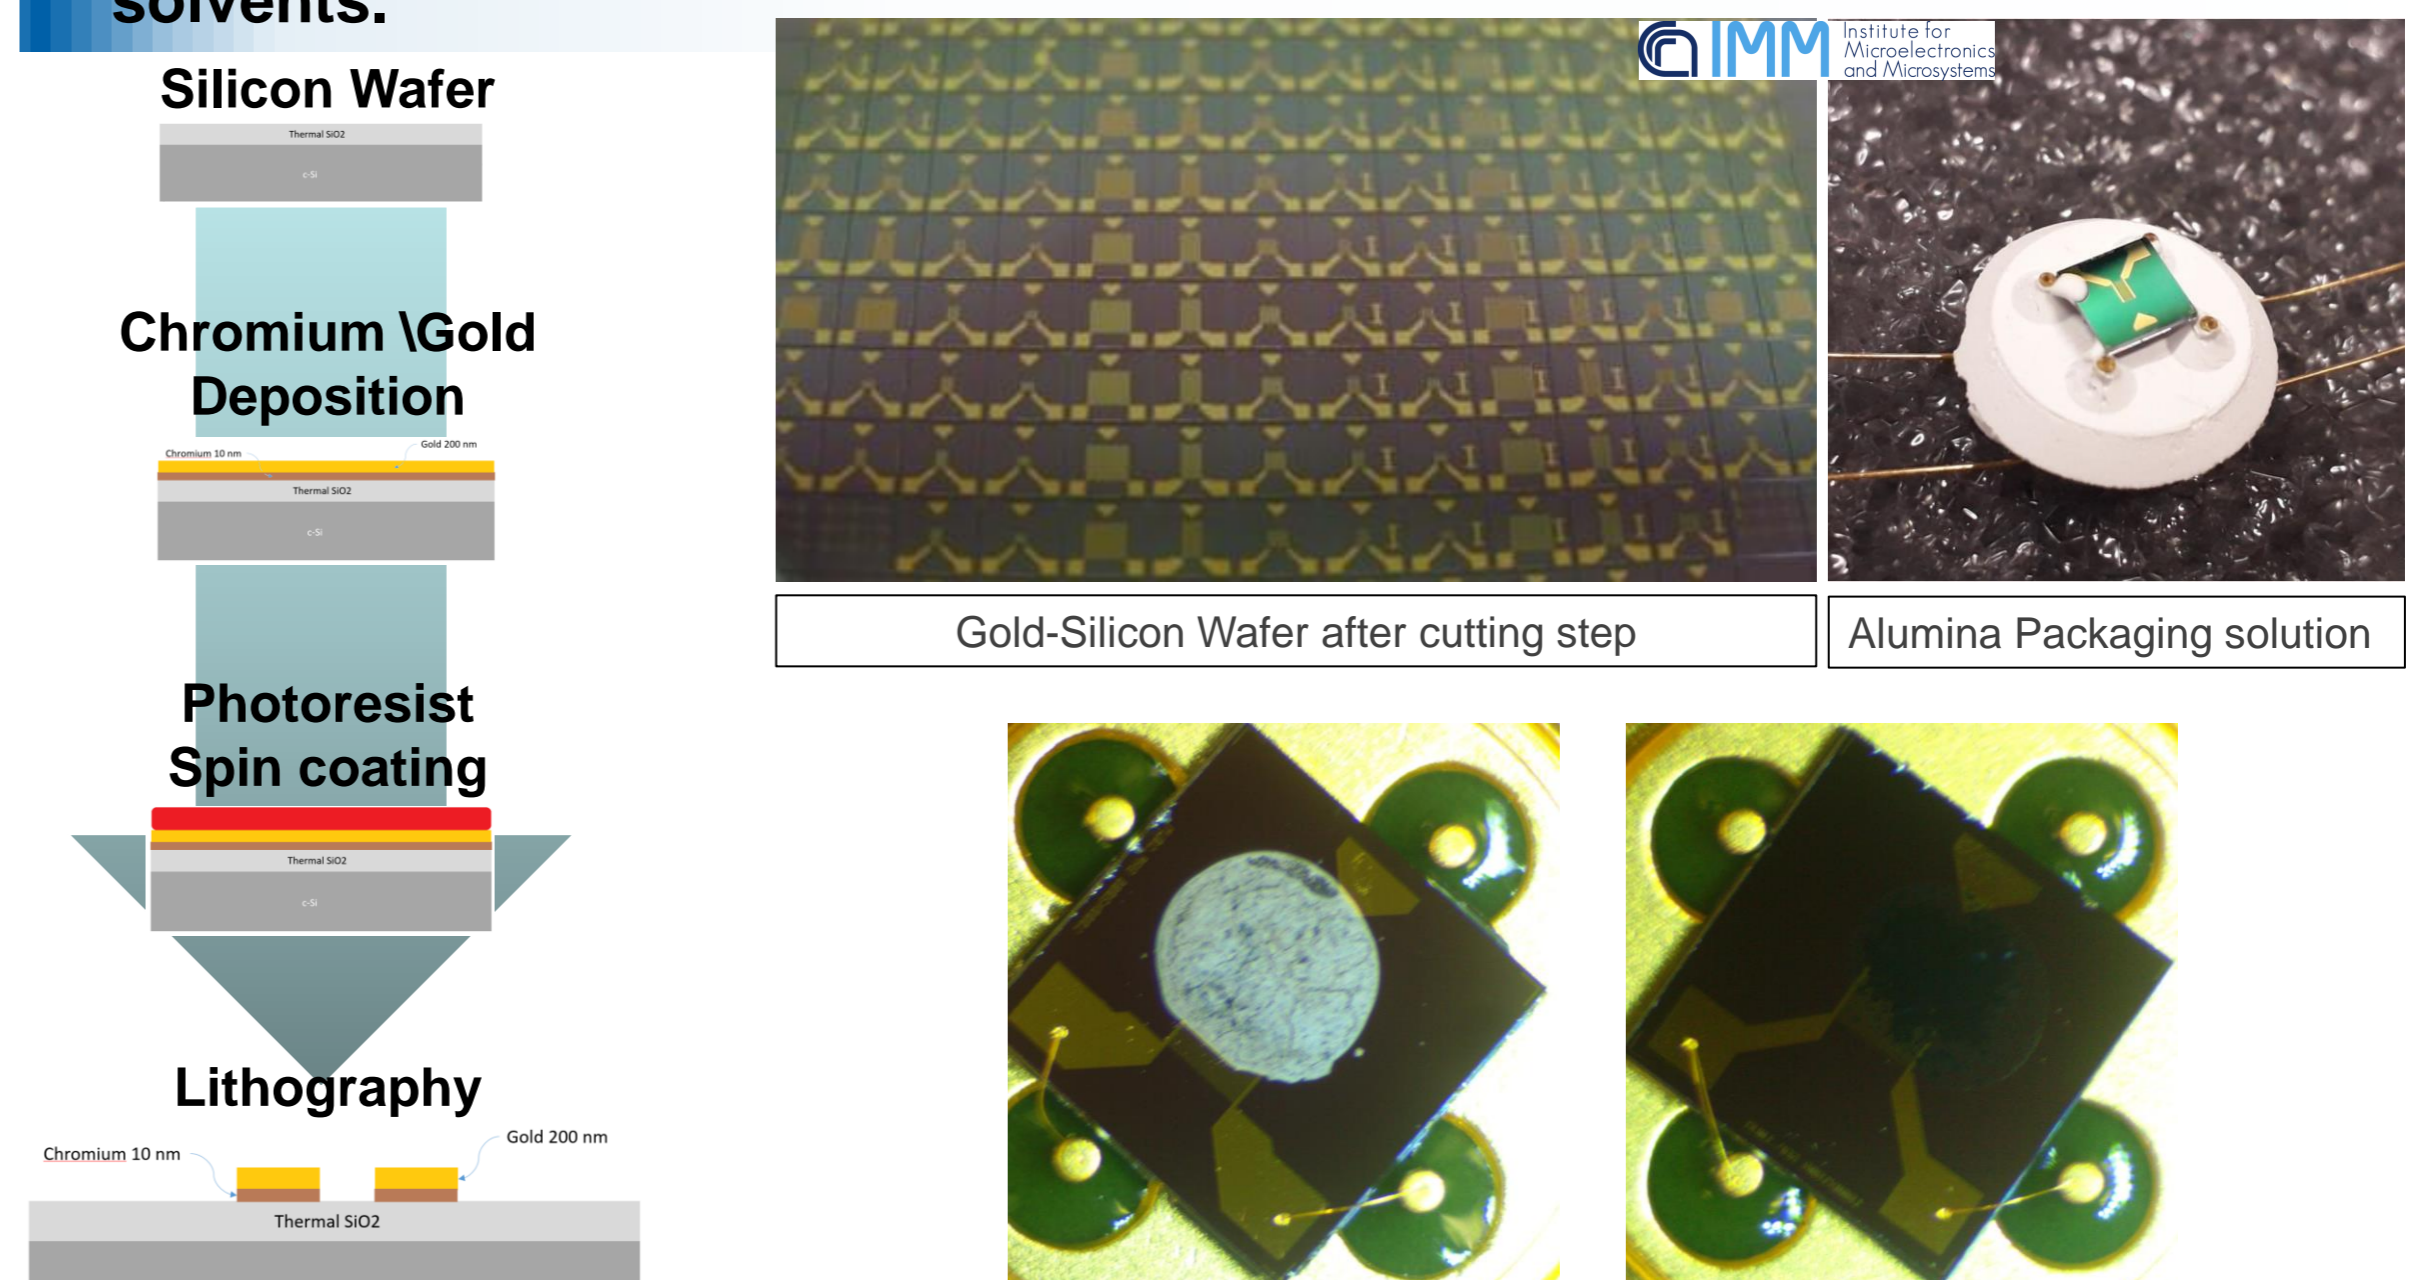 solvents.
Silicon Wafer
Thermal SiO2
c-Si
Chromium \Gold
Deposition
Gold 200 nm
Chromium 10 nm
Thermal SiO2
c-Si
Photoresist
Spin coating
Thermal SiO2
c-Si
Lithography
Gold 200 nm
Chromium 10 nm
Thermal SiO2
IMM
Institute for
Microelectronics
and Microsystems
Gold-Silicon Wafer after cutting step
Alumina Packaging solution